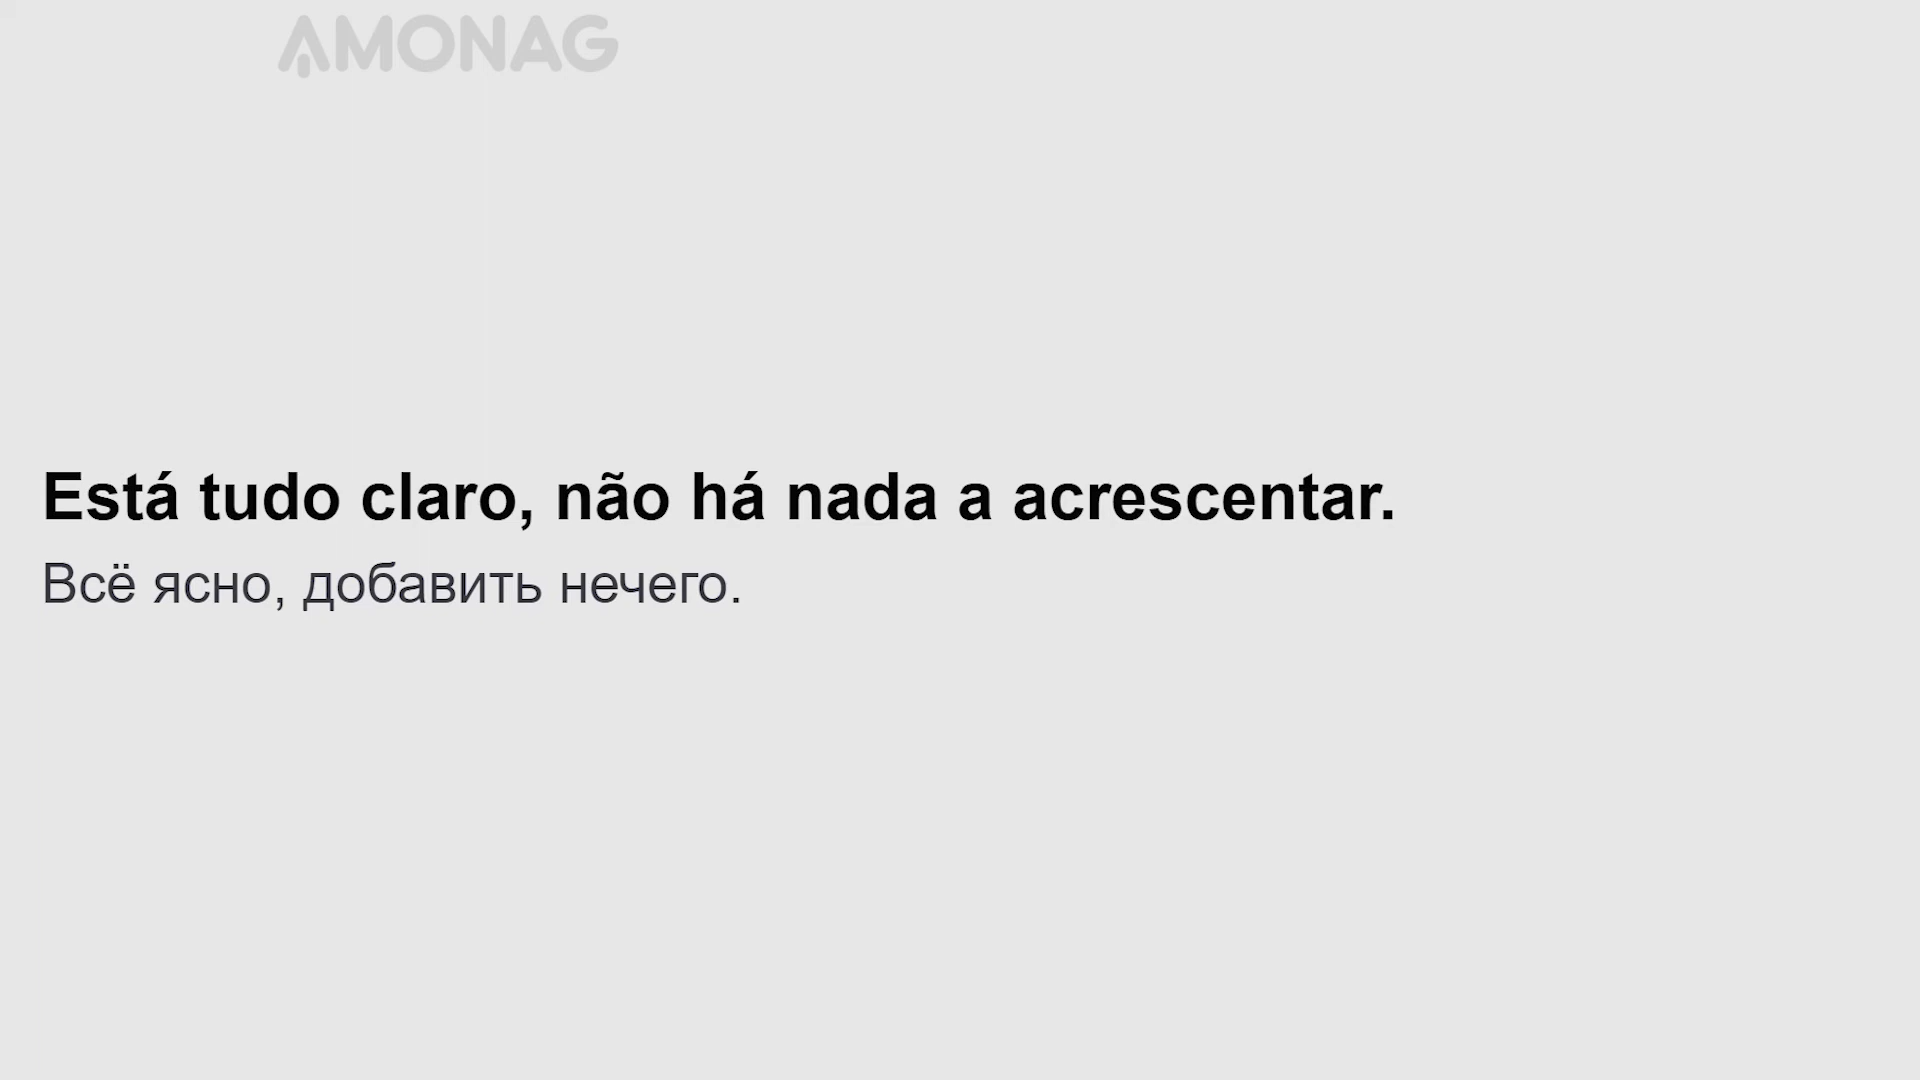 AMONAG
Está tudo claro, não há nada a acrescentar.
Всё ясно, добавить нечего.